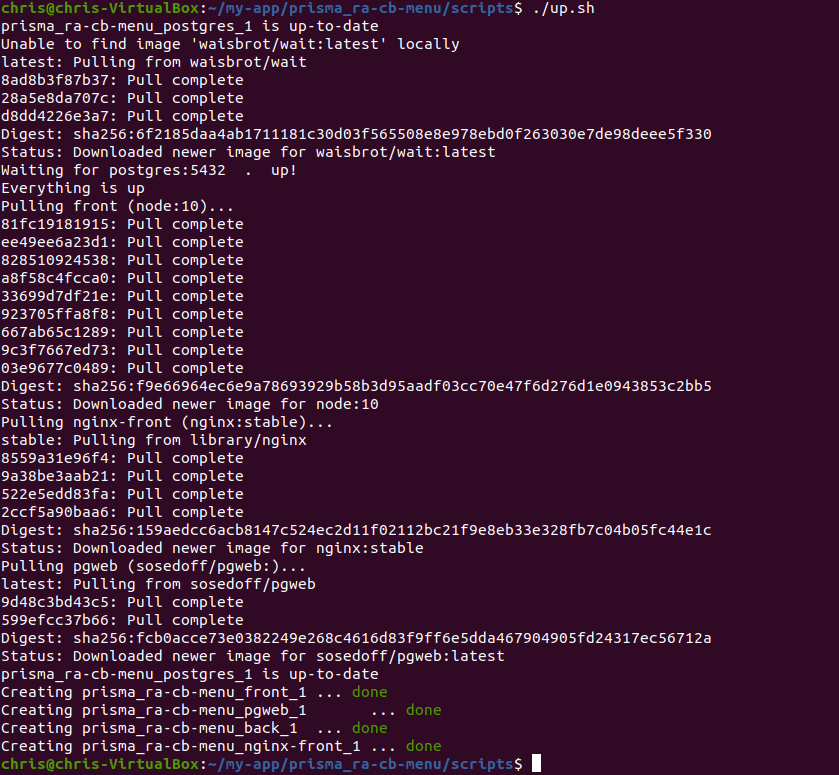 chris@chris-VirtualBox:~/my-app/prisma_ra-cb-menu/scripts$ ./up.sh
prisma_ra-cb-menu_postgres_1 is up-to-date
Unable to find image 'waisbrot/wait:latest' locally
latest: Pulling from waisbrot/wait
8ad8b3f87b37: Pull complete
28a5e8da707c: Pull complete
d8dd4226e3a7: Pull complete
Digest: sha256:6f2185daa4ab1711181c30d03f565508e8e978ebd0f263030e7de98deee5f330
Status: Downloaded newer image for waisbrot/wait:latest
Waiting for postgres:5432  .  up!
Everything is up
Pulling front (node:10)...
81fc19181915: Pull complete
ee49ee6a23d1: Pull complete
828510924538: Pull complete
a8f58c4fcca0: Pull complete
33699d7df21e: Pull complete
923705ffa8f8: Pull complete
667ab65c1289: Pull complete
9c3f7667ed73: Pull complete
03e9677c0489: Pull complete
Digest: sha256:f9e66964ec6e9a78693929b58b3d95aadf03cc70e47f6d276d1e0943853c2bb5
Status: Downloaded newer image for node:10
Pulling nginx-front (nginx:stable)...
stable: Pulling from library/nginx
8559a31e96f4: Pull complete
9a38be3aab21: Pull complete
522e5edd83fa: Pull complete
2ccf5a90baa6: Pull complete
Digest: sha256:159aedcc6acb8147c524ec2d11f02112bc21f9e8eb33e328fb7c04b05fc44e1c
Status: Downloaded newer image for nginx:stable
Pulling pgweb (sosedoff/pgweb:)...
latest: Pulling from sosedoff/pgweb
9d48c3bd43c5: Pull complete
599efcc37b66: Pull complete
Digest: sha256:fcb0acce73e0382249e268c4616d83f9ff6e5dda467904905fd24317ec56712a
Status: Downloaded newer image for sosedoff/pgweb:latest
prisma_ra-cb-menu_postgres_1 is up-to-date
Creating prisma_ra-cb-menu_front_1 ... done
Creating prisma_ra-cb-menu_pgweb_1       ... done
Creating prisma_ra-cb-menu_back_1  ... done
Creating prisma_ra-cb-menu_nginx-front_1 ... done
chris@chris-VirtualBox:~/my-app/prisma_ra-cb-menu/scripts$